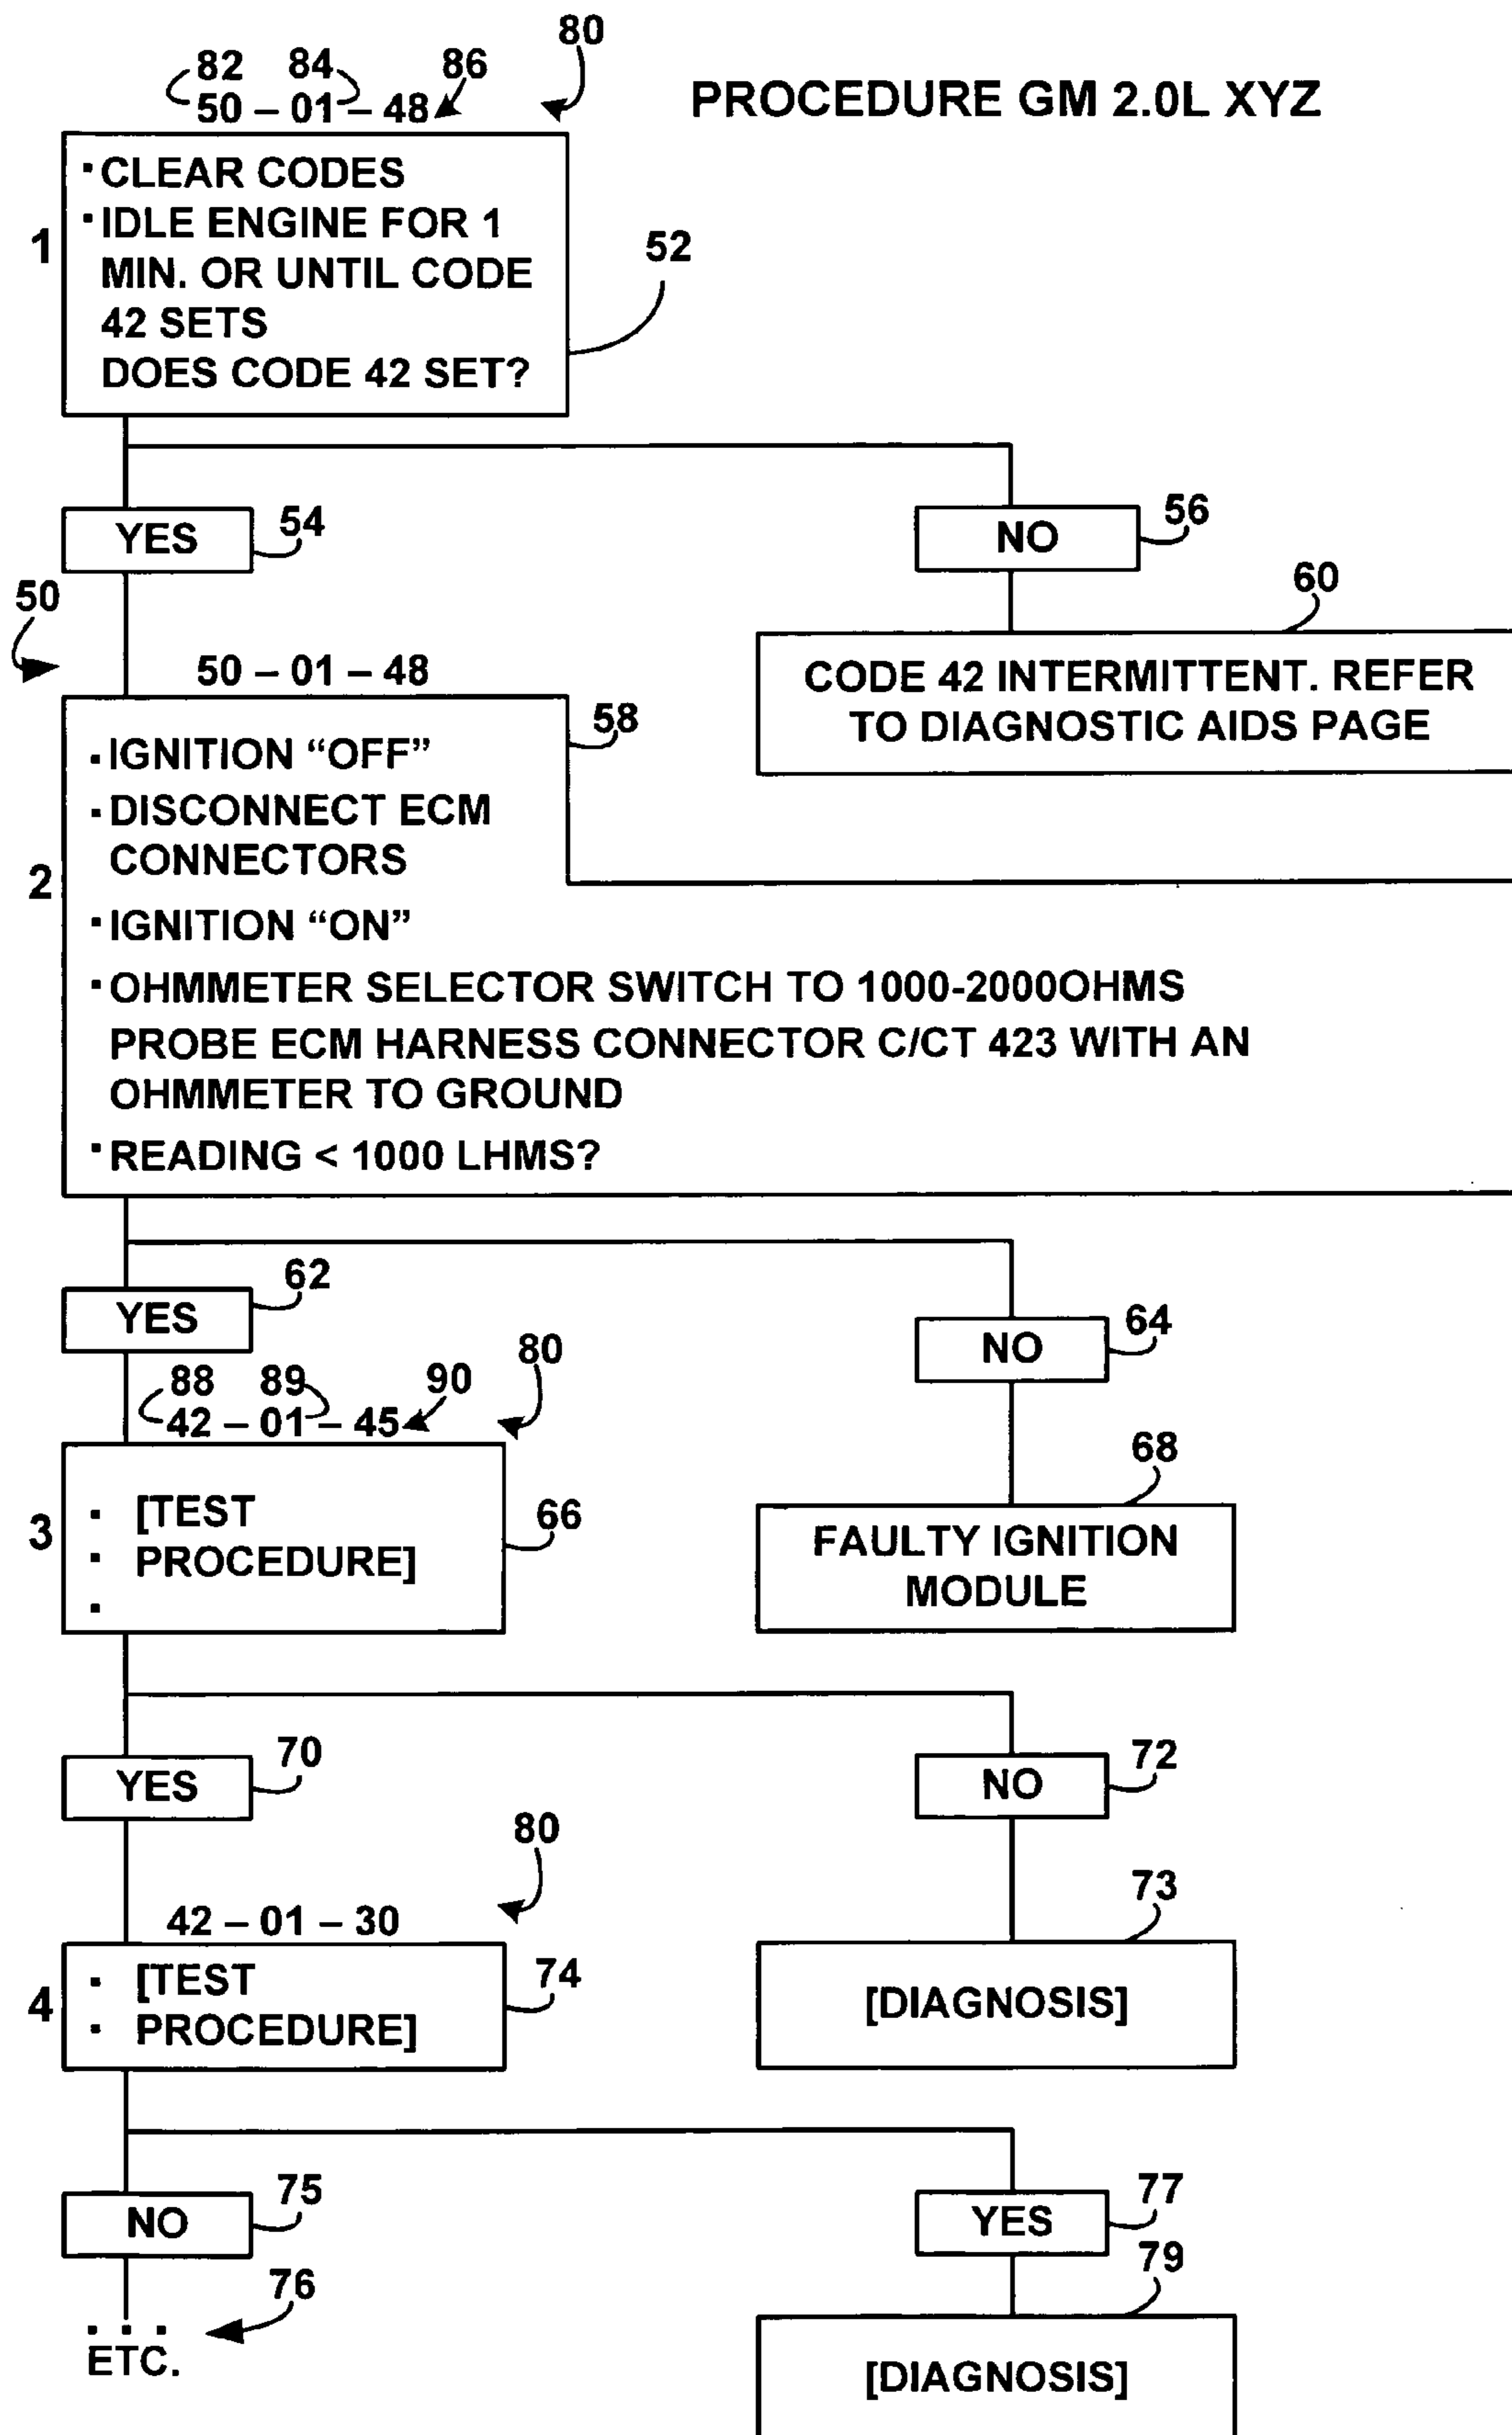 80
82 84 86
50 – 01 – 48
PROCEDURE GM 2.0L XYZ
1
· CLEAR CODES
· IDLE ENGINE FOR 1
MIN. OR UNTIL CODE
42 SETS
DOES CODE 42 SET?
52
YES 54
NO 56
50
60
CODE 42 INTERMITTENT. REFER
TO DIAGNOSTIC AIDS PAGE
50 – 01 – 48
58
2
· IGNITION “OFF”
· DISCONNECT ECM
CONNECTORS
· IGNITION “ON”
· OHMMETER SELECTOR SWITCH TO 1000-2000OHMS
PROBE ECM HARNESS CONNECTOR C/CT 423 WITH AN
OHMMETER TO GROUND
· READING < 1000 LHMS?
YES 62
NO 64
88 89 90 80
42 – 01 – 45
3
· [TEST
· PROCEDURE]
·
66
68
FAULTY IGNITION
MODULE
YES 70
NO 72
80
42 – 01 – 30
4
· [TEST
· PROCEDURE]
74
73
[DIAGNOSIS]
NO 75
YES 77
76
. . .
ETC.
79
[DIAGNOSIS]